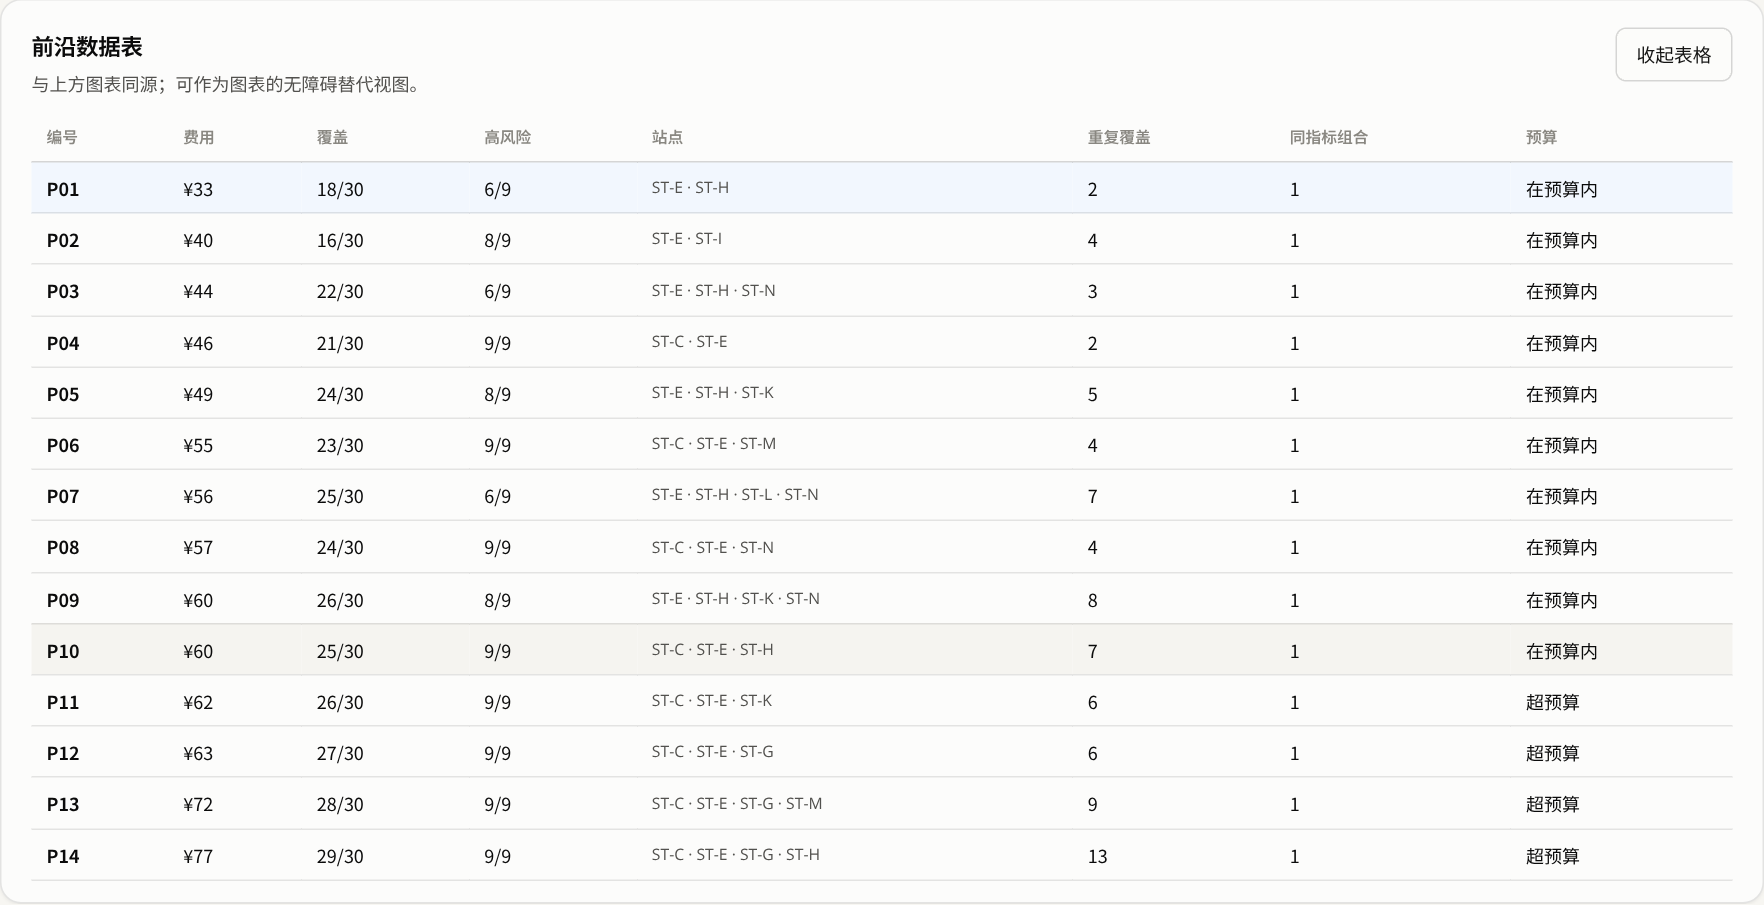 前沿数据表
收起表格
与上方图表同源；可作为图表的无障碍替代视图。
编号 费用 覆盖 高风险 站点 重复覆盖 同指标组合 预算
P01 ¥33 18/30 6/9 ST-E · ST-H 2 1 在预算内
P02 ¥40 16/30 8/9 ST-E · ST-I 4 1 在预算内
P03 ¥44 22/30 6/9 ST-E · ST-H · ST-N 3 1 在预算内
P04 ¥46 21/30 9/9 ST-C · ST-E 2 1 在预算内
P05 ¥49 24/30 8/9 ST-E · ST-H · ST-K 5 1 在预算内
P06 ¥55 23/30 9/9 ST-C · ST-E · ST-M 4 1 在预算内
P07 ¥56 25/30 6/9 ST-E · ST-H · ST-L · ST-N 7 1 在预算内
P08 ¥57 24/30 9/9 ST-C · ST-E · ST-N 4 1 在预算内
P09 ¥60 26/30 8/9 ST-E · ST-H · ST-K · ST-N 8 1 在预算内
P10 ¥60 25/30 9/9 ST-C · ST-E · ST-H 7 1 在预算内
P11 ¥62 26/30 9/9 ST-C · ST-E · ST-K 6 1 超预算
P12 ¥63 27/30 9/9 ST-C · ST-E · ST-G 6 1 超预算
P13 ¥72 28/30 9/9 ST-C · ST-E · ST-G · ST-M 9 1 超预算
P14 ¥77 29/30 9/9 ST-C · ST-E · ST-G · ST-H 13 1 超预算